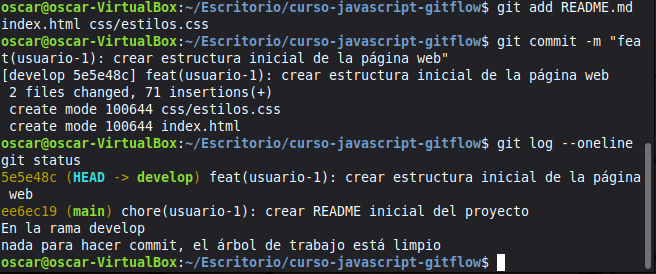 oscar@oscar-VirtualBox:~/Escritorio/curso-javascript-gitflow$ git add README.md
index.html css/estilos.css
oscar@oscar-VirtualBox:~/Escritorio/curso-javascript-gitflow$ git commit -m "fea
t(usuario-1): crear estructura inicial de la página web"
[develop 5e5e48c] feat(usuario-1): crear estructura inicial de la página web
 2 files changed, 71 insertions(+)
 create mode 100644 css/estilos.css
 create mode 100644 index.html
oscar@oscar-VirtualBox:~/Escritorio/curso-javascript-gitflow$ git log --oneline
git status
5e5e48c (HEAD -> develop) feat(usuario-1): crear estructura inicial de la página
 web
ee6ec19 (main) chore(usuario-1): crear README inicial del proyecto
En la rama develop
nada para hacer commit, el árbol de trabajo está limpio
oscar@oscar-VirtualBox:~/Escritorio/curso-javascript-gitflow$